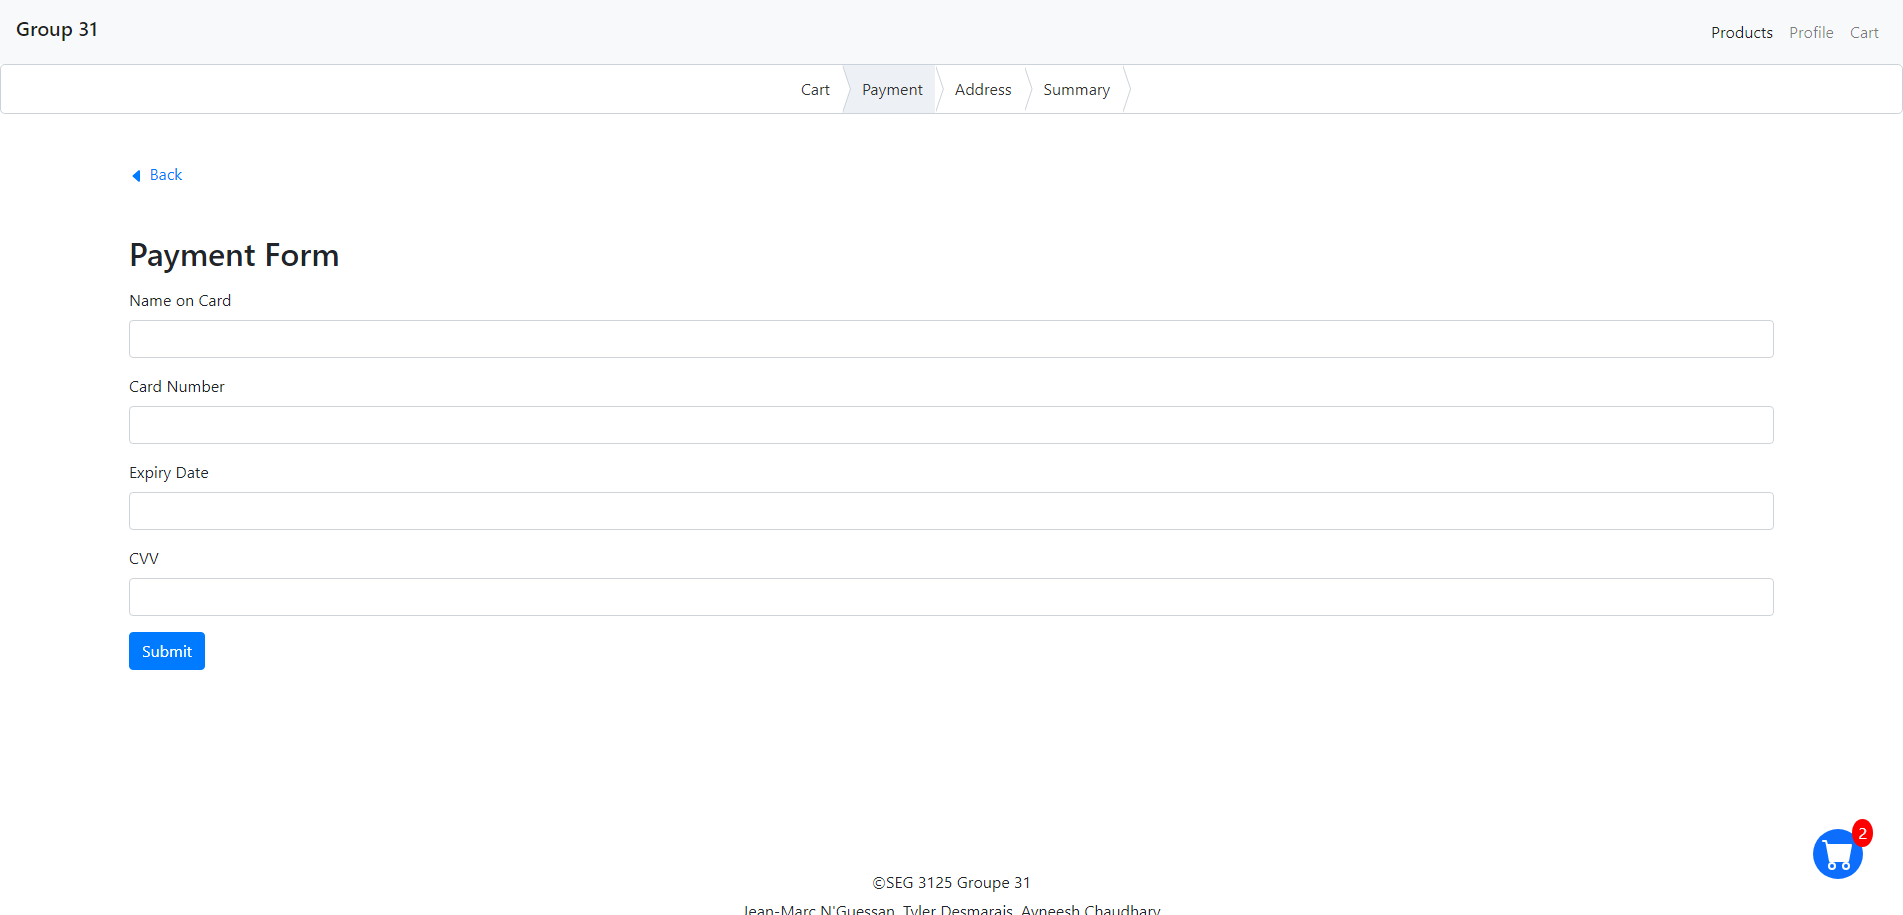 Group 31
Products Profile Cart
Cart Payment Address Summary
Back
Payment Form
Name on Card
Card Number
Expiry Date
CVV
Submit
2
©SEG 3125 Groupe 31
Jean-Marc N'Guessan, Tyler Desmarais, Avneesh Chaudhary